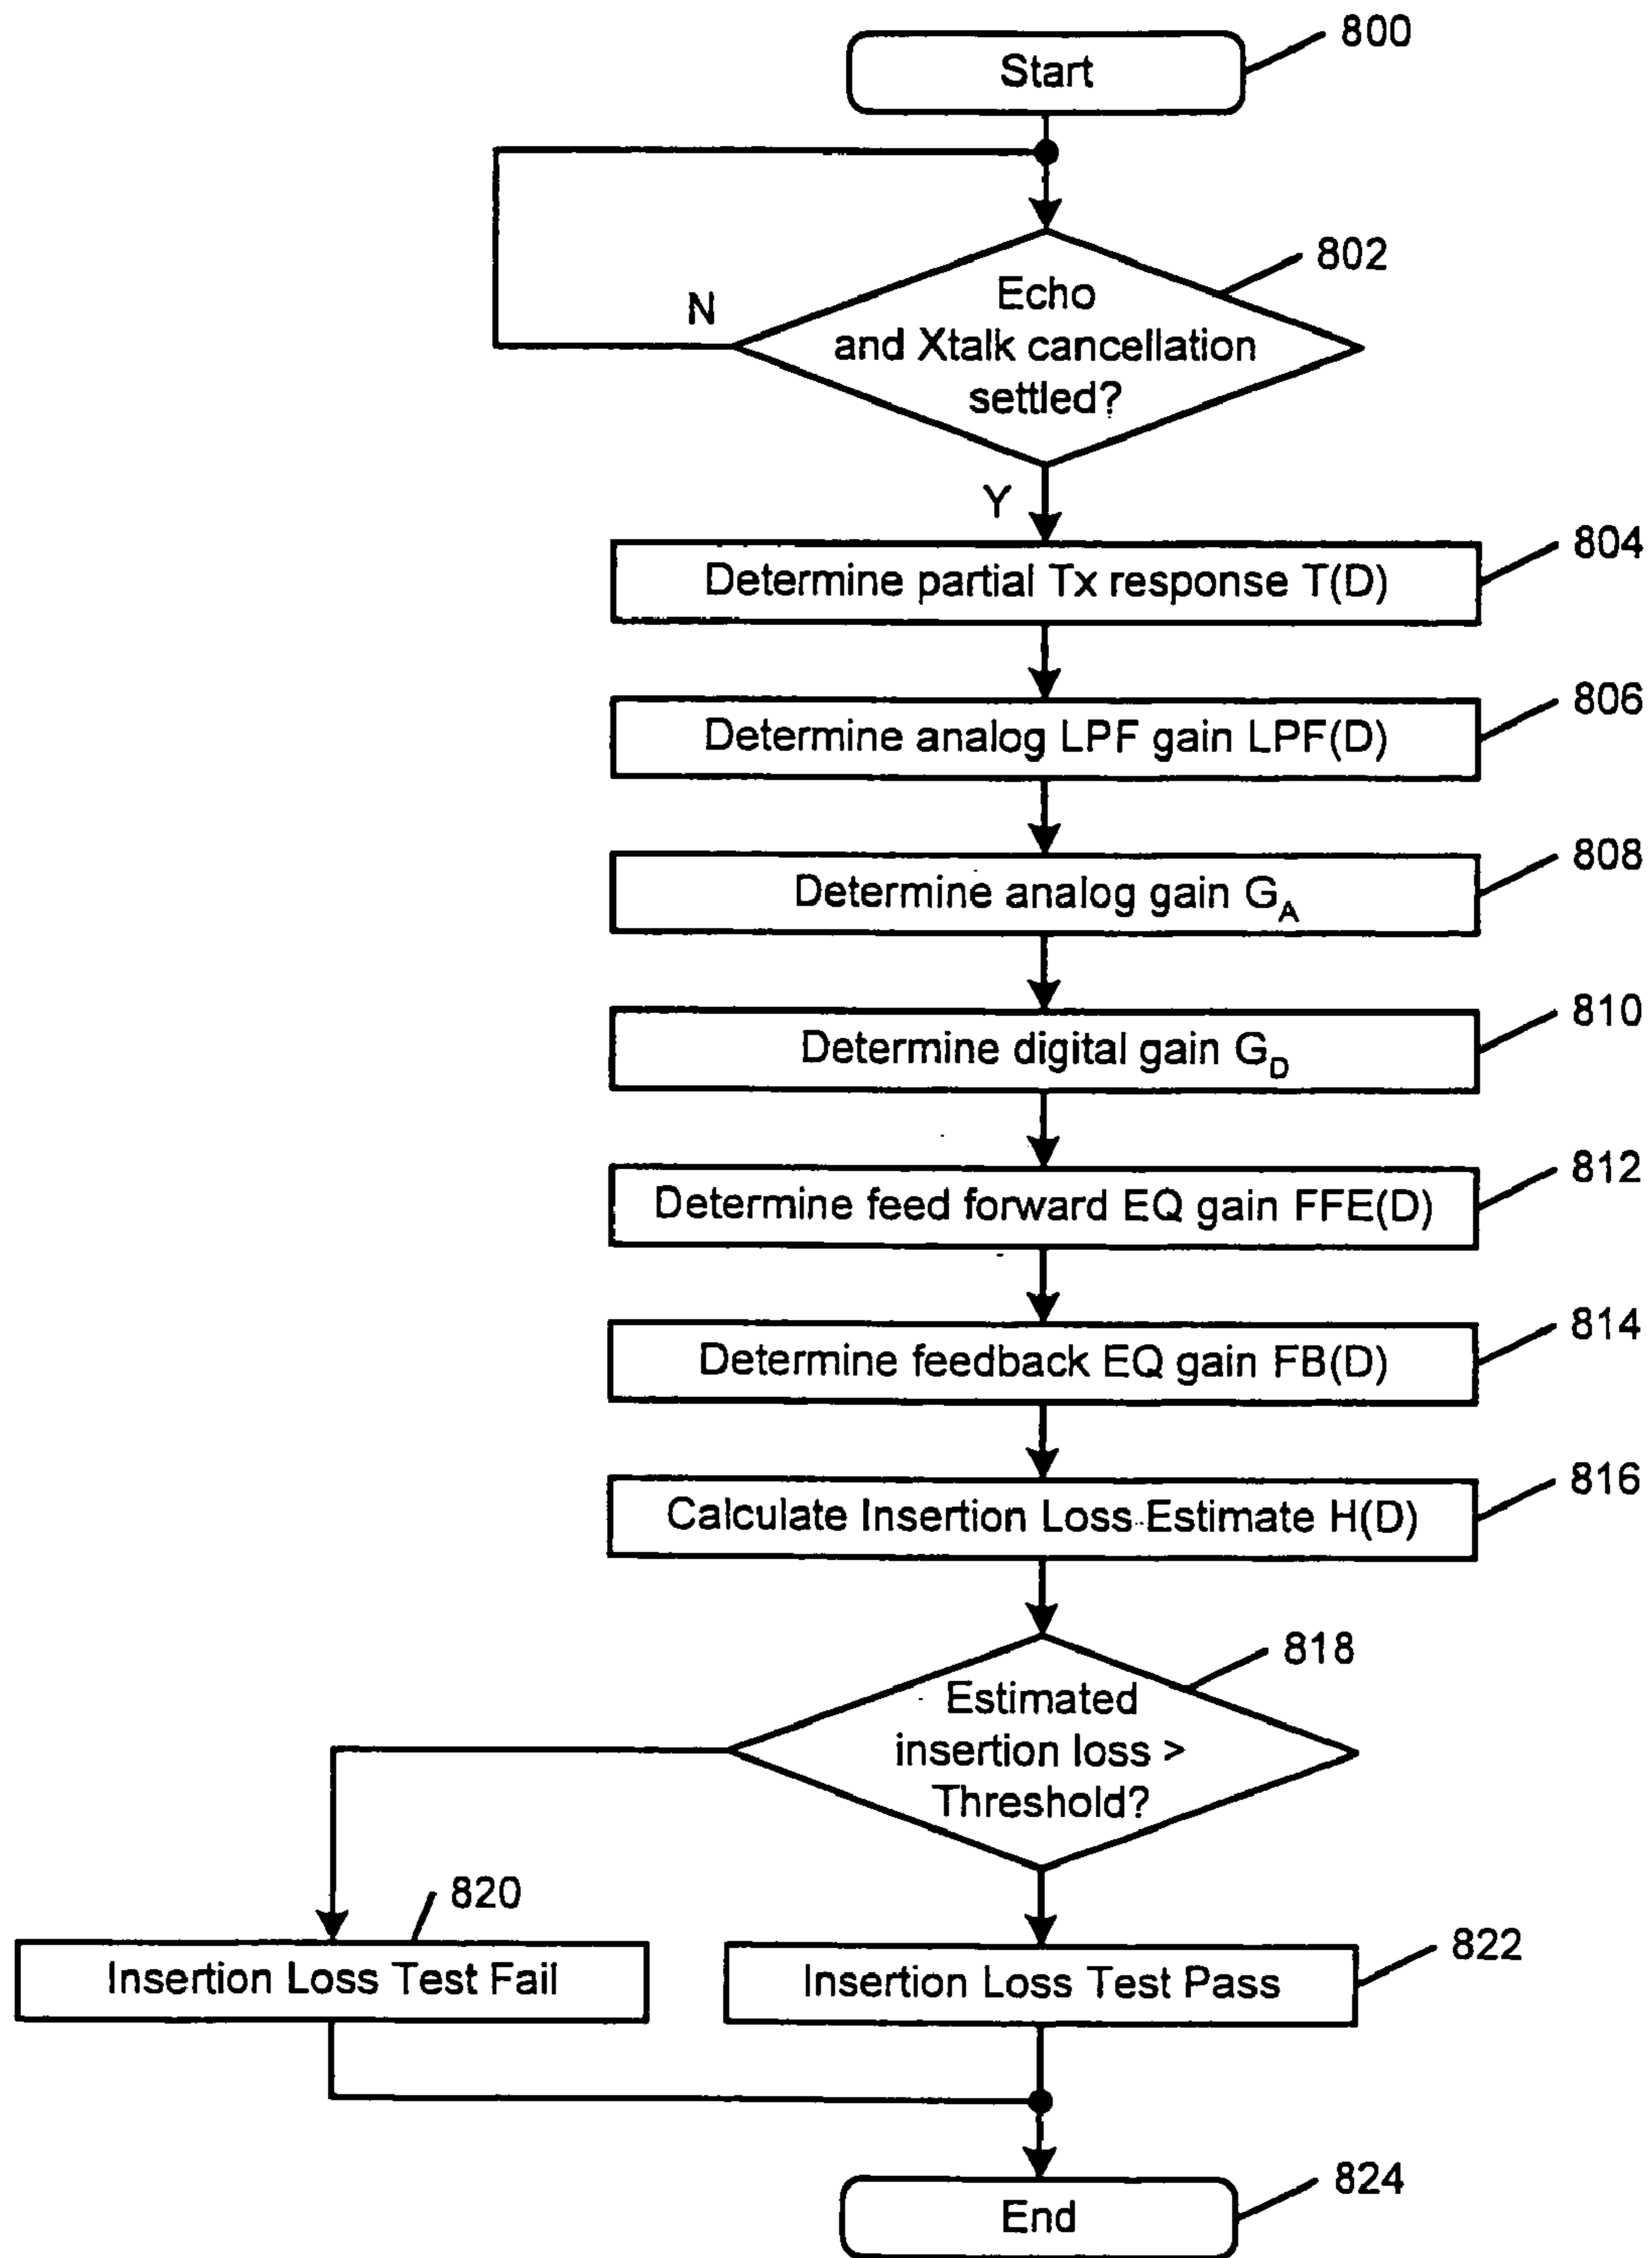 800
Start
802
Echo
and Xtalk cancellation
settled?
N
Y
804
Determine partial Tx response T(D)
806
Determine analog LPF gain LPF(D)
808
Determine analog gain G_A
810
Determine digital gain G_D
812
Determine feed forward EQ gain FFE(D)
814
Determine feedback EQ gain FB(D)
816
Calculate Insertion Loss Estimate H(D)
818
Estimated
insertion loss >
Threshold?
820
Insertion Loss Test Fail
822
Insertion Loss Test Pass
824
End